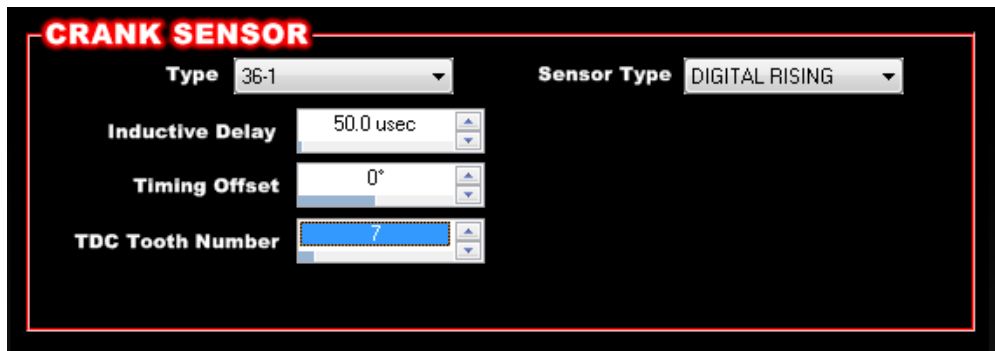 CRANK SENSOR
Type 36-1 Sensor Type DIGITAL RISING
Inductive Delay 50.0 usec
Timing Offset 0°
TDC Tooth Number 7